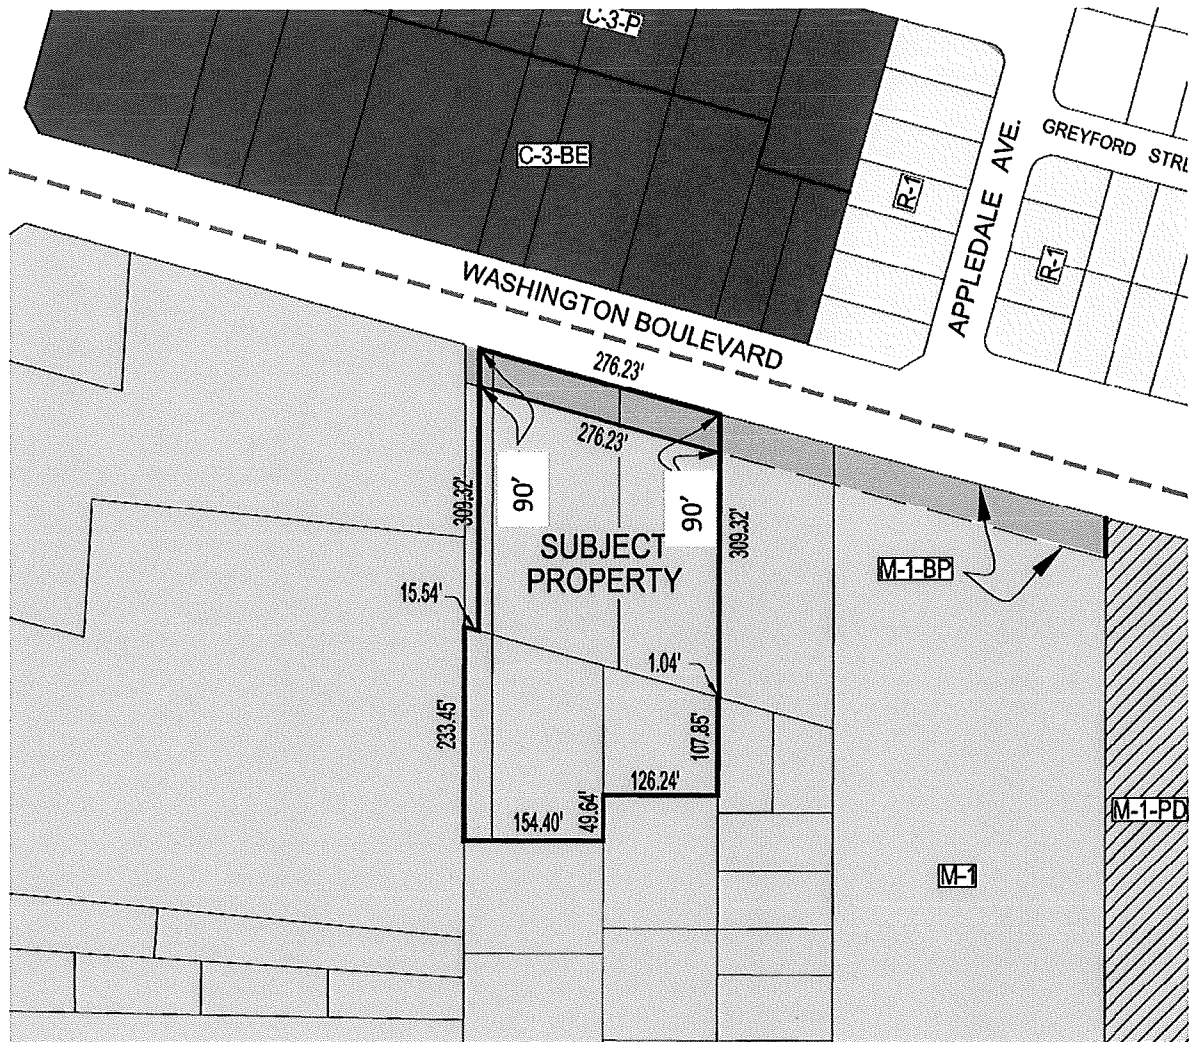 C-3-P
C-3-BE
R-1
APPLEDALE AVE.
GREYFORD
R-1
WASHINGTON BOULEVARD
276.23'
276.23'
90'
90'
309.32'
309.32'
SUBJECT
PROPERTY
M-1-BP
15.54'
1.04'
233.45'
107.85'
126.24'
49.64'
154.40'
M-1-PD
M-1